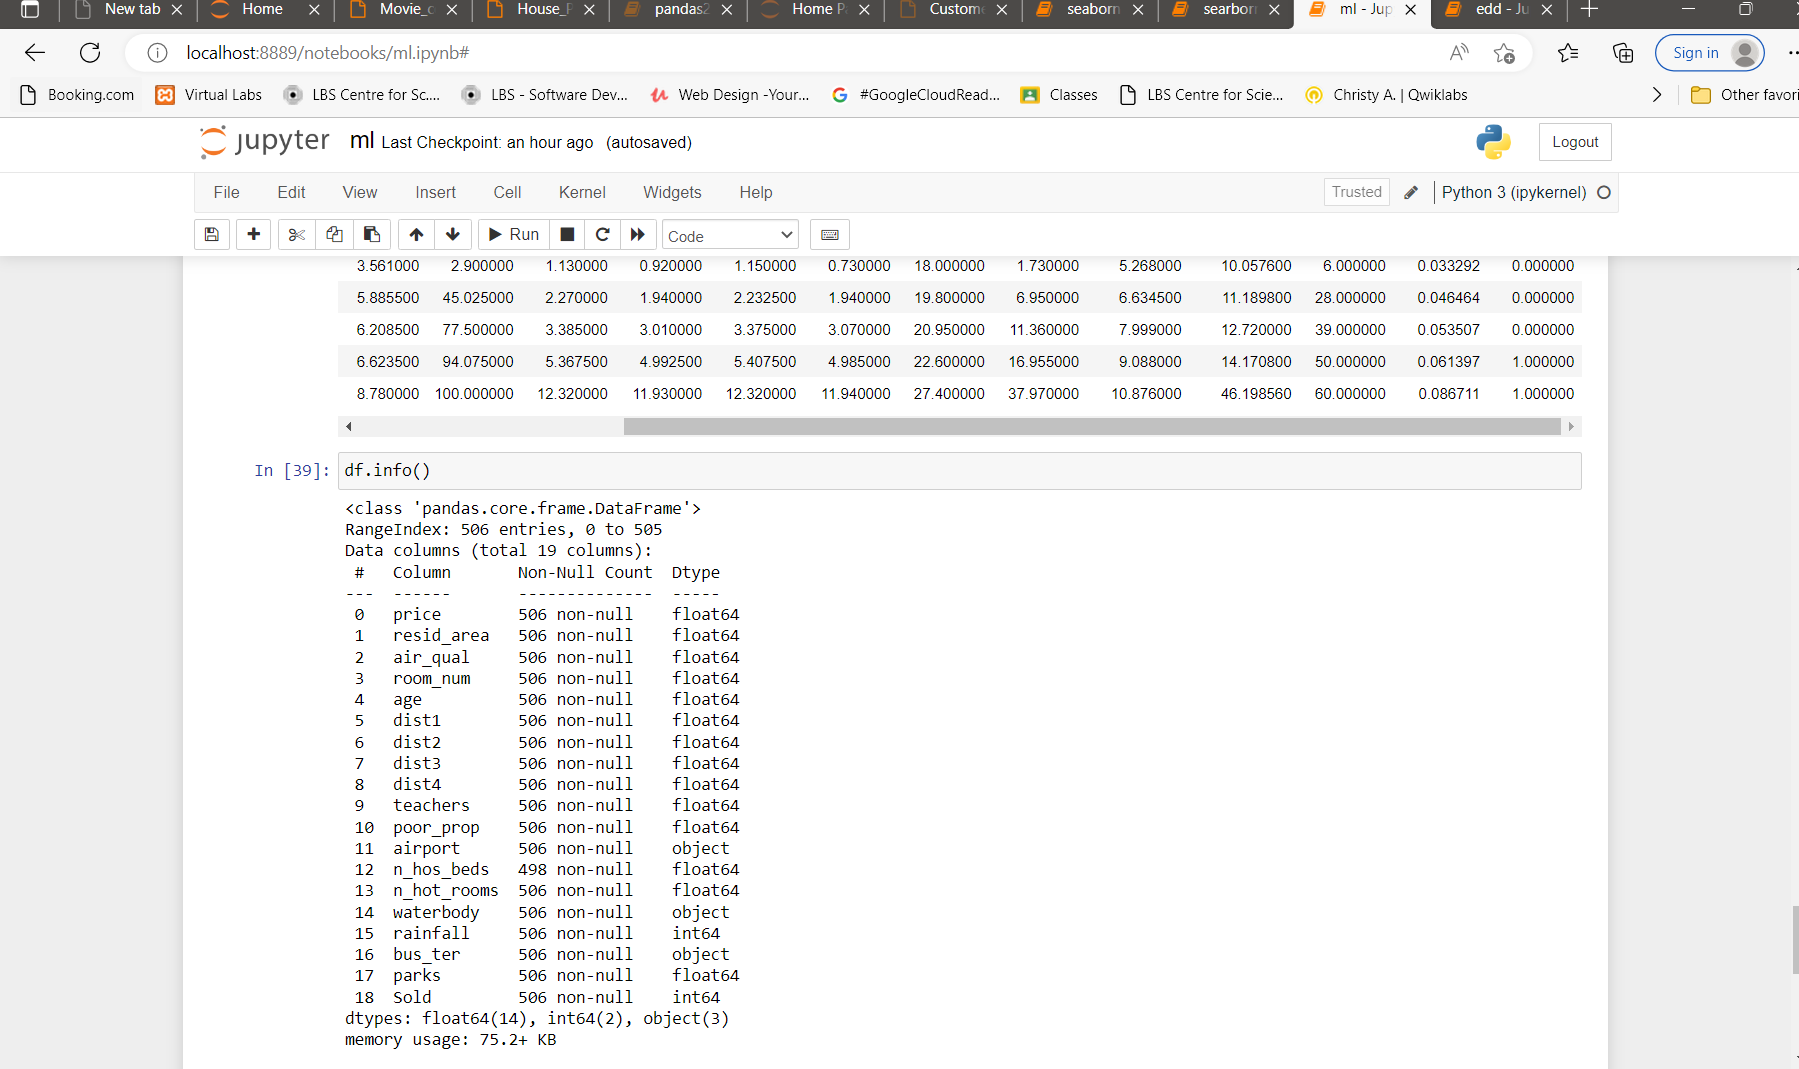 New tab Home Movie_c House_P pandas2 Home Pa Custome seaborn searborn ml - Jup edd - Ju
localhost:8889/notebooks/ml.ipynb#
Sign in
Booking.com Virtual Labs LBS Centre for Sc.... LBS - Software Dev... Web Design -Your... #GoogleCloudRead... Classes LBS Centre for Scie... Christy A. | Qwiklabs Other favori
jupyter ml Last Checkpoint: an hour ago (autosaved) Logout
File Edit View Insert Cell Kernel Widgets Help Trusted Python 3 (ipykernel)
Run Code
3.561000 2.900000 1.130000 0.920000 1.150000 0.730000 18.000000 1.730000 5.268000 10.057600 6.000000 0.033292 0.000000
5.885500 45.025000 2.270000 1.940000 2.232500 1.940000 19.800000 6.950000 6.634500 11.189800 28.000000 0.046464 0.000000
6.208500 77.500000 3.385000 3.010000 3.375000 3.070000 20.950000 11.360000 7.999000 12.720000 39.000000 0.053507 0.000000
6.623500 94.075000 5.367500 4.992500 5.407500 4.985000 22.600000 16.955000 9.088000 14.170800 50.000000 0.061397 1.000000
8.780000 100.000000 12.320000 11.930000 12.320000 11.940000 27.400000 37.970000 10.876000 46.198560 60.000000 0.086711 1.000000
In [39]: df.info()
<class 'pandas.core.frame.DataFrame'>
RangeIndex: 506 entries, 0 to 505
Data columns (total 19 columns):
# Column Non-Null Count Dtype
--- ------ -------------- -----
0 price 506 non-null float64
1 resid_area 506 non-null float64
2 air_qual 506 non-null float64
3 room_num 506 non-null float64
4 age 506 non-null float64
5 dist1 506 non-null float64
6 dist2 506 non-null float64
7 dist3 506 non-null float64
8 dist4 506 non-null float64
9 teachers 506 non-null float64
10 poor_prop 506 non-null float64
11 airport 506 non-null object
12 n_hos_beds 498 non-null float64
13 n_hot_rooms 506 non-null float64
14 waterbody 506 non-null object
15 rainfall 506 non-null int64
16 bus_ter 506 non-null object
17 parks 506 non-null float64
18 Sold 506 non-null int64
dtypes: float64(14), int64(2), object(3)
memory usage: 75.2+ KB